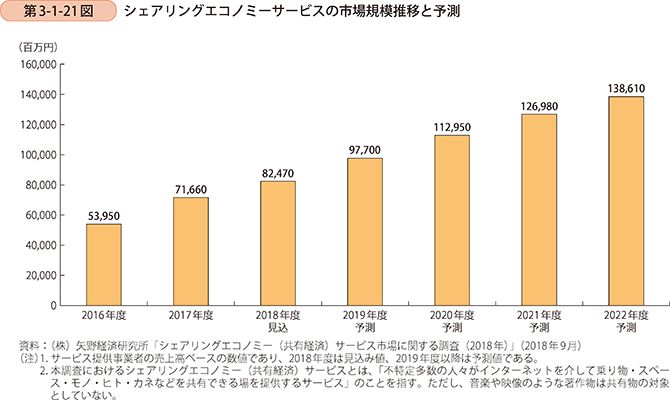 第3-1-21図 シェアリングエコノミーサービスの市場規模推移と予測
（百万円）
160,000
140,000
120,000
100,000
80,000
60,000
40,000
20,000
0
53,950
71,660
82,470
97,700
112,950
126,980
138,610
2016年度 2017年度 2018年度 2019年度 2020年度 2021年度 2022年度
見込 予測 予測 予測 予測
資料：（株）矢野経済研究所「シェアリングエコノミー（共有経済）サービス市場に関する調査（2018年）」（2018年9月）
（注）1. サービス提供事業者の売上高ベースの数値であり、2018年度は見込み値、2019年度以降は予測値である。
2. 本調査におけるシェアリングエコノミー（共有経済）サービスとは、「不特定多数の人々がインターネットを介して乗り物・スペー
ス・モノ・ヒト・カネなどを共有できる場を提供するサービス」のことを指す。ただし、音楽や映像のような著作物は共有物の対象
としていない。